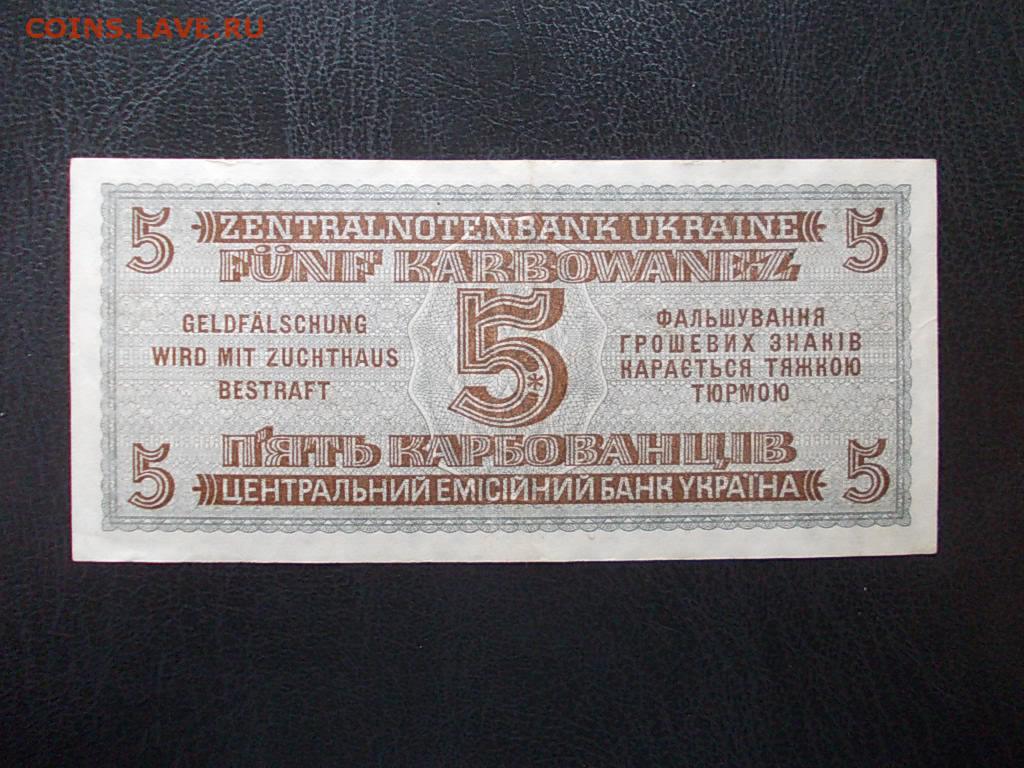 COINS.LAVE.RU
5 ZENTRALNOTENBANK UKRAINE 5
FÜNF KARBOWANEZ
GELDFÄLSCHUNG
WIRD MIT ZUCHTHAUS
BESTRAFT
5
ФАЛЬШУВАННЯ
ГРОШЕВИХ ЗНАКІВ
КАРАЄТЬСЯ ТЯЖКОЮ
ТЮРМОЮ
П'ЯТЬ КАРБОВАНЦІВ
5 ЦЕНТРАЛЬНИЙ ЕМІСІЙНИЙ БАНК УКРАЇНА 5